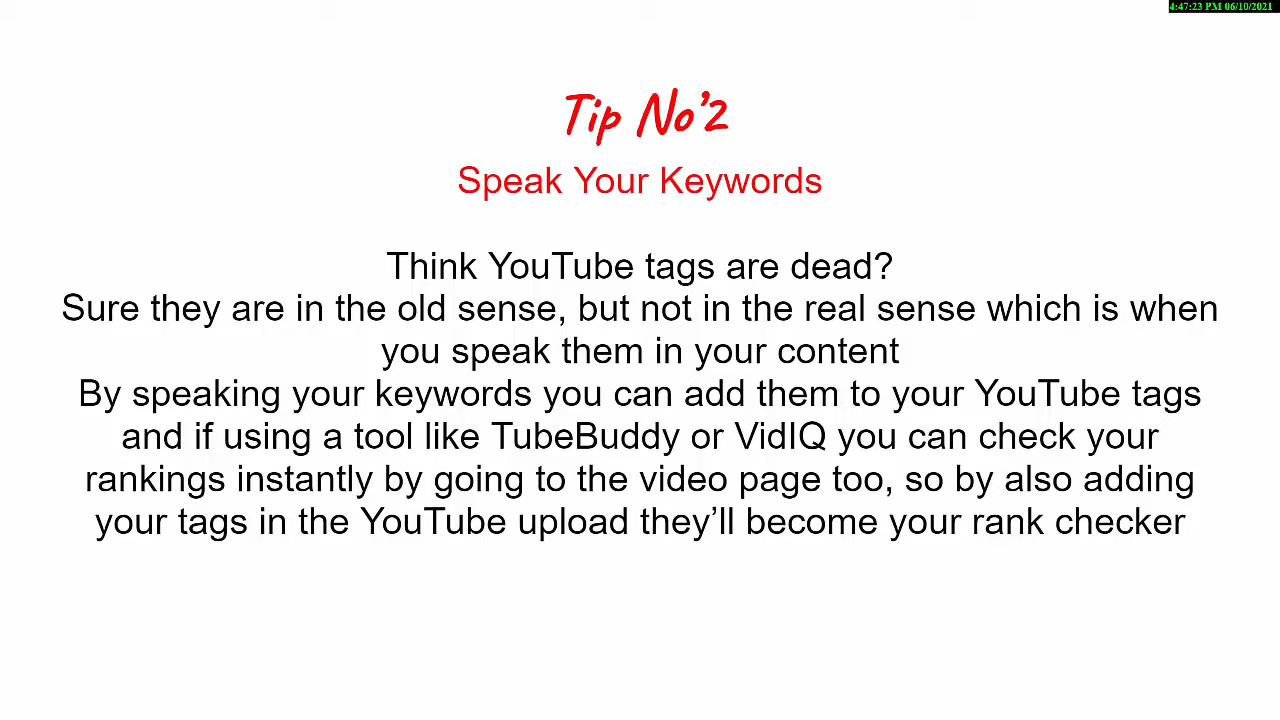 4:47:23 PM 06/10/2021
Tip No'2
Speak Your Keywords
Think YouTube tags are dead?
Sure they are in the old sense, but not in the real sense which is when
you speak them in your content
By speaking your keywords you can add them to your YouTube tags
and if using a tool like TubeBuddy or VidIQ you can check your
rankings instantly by going to the video page too, so by also adding
your tags in the YouTube upload they’ll become your rank checker